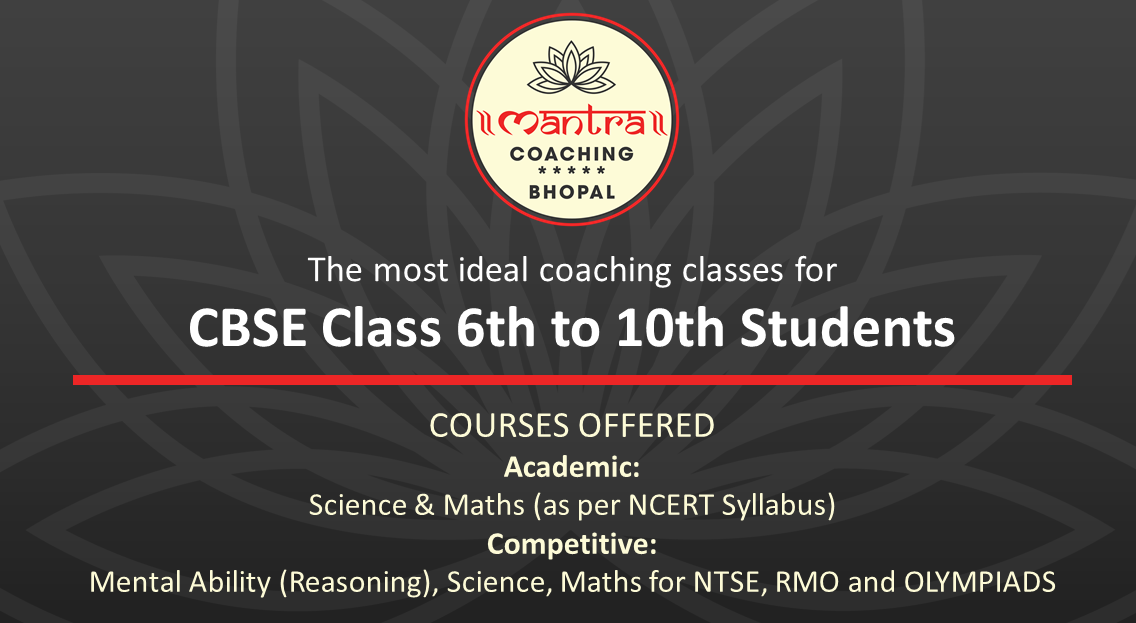 ॥mantra॥
COACHING
*****
BHOPAL
The most ideal coaching classes for
CBSE Class 6th to 10th Students
COURSES OFFERED
Academic:
Science & Maths (as per NCERT Syllabus)
Competitive:
Mental Ability (Reasoning), Science, Maths for NTSE, RMO and OLYMPIADS